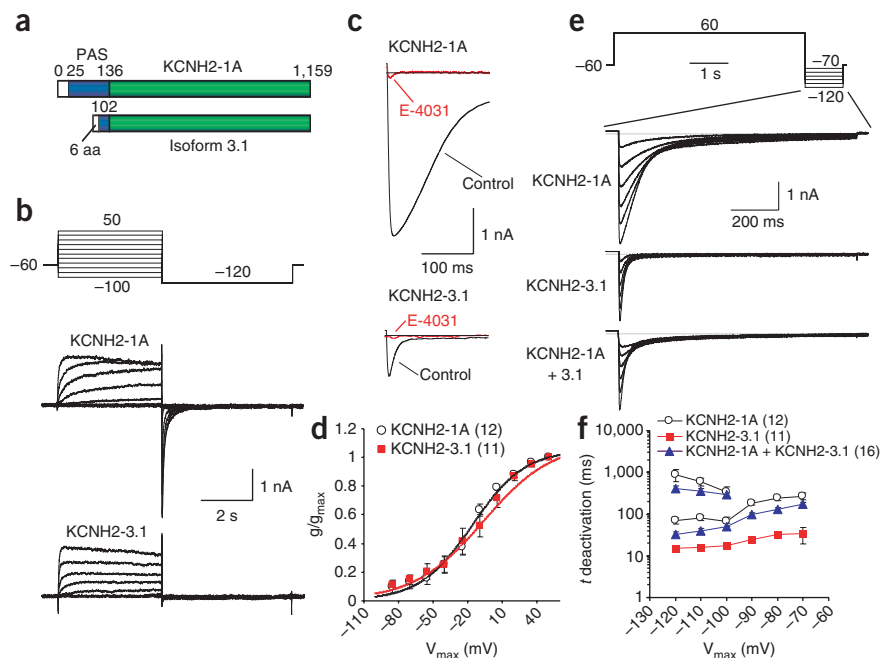 a
PAS
0 25 136 KCNH2-1A 1,159
102
6 aa
Isoform 3.1
b
50
−60
−100
−120
KCNH2-1A
1 nA
2 s
KCNH2-3.1
c
KCNH2-1A
E-4031
Control
1 nA
100 ms
KCNH2-3.1
E-4031
Control
d
KCNH2-1A (12)
KCNH2-3.1 (11)
g/gmax
1.2
1
0.8
0.6
0.4
0.2
0
−110
−80
−50
−20
10
40
Vmax (mV)
e
60
−60
−70
1 s
−120
KCNH2-1A
1 nA
200 ms
KCNH2-3.1
KCNH2-1A
+ 3.1
f
KCNH2-1A (12)
KCNH2-3.1 (11)
KCNH2-1A + KCNH2-3.1 (16)
t deactivation (ms)
10,000
1,000
100
10
1
−130
−120
−110
−100
−90
−80
−70
−60
Vmax (mV)